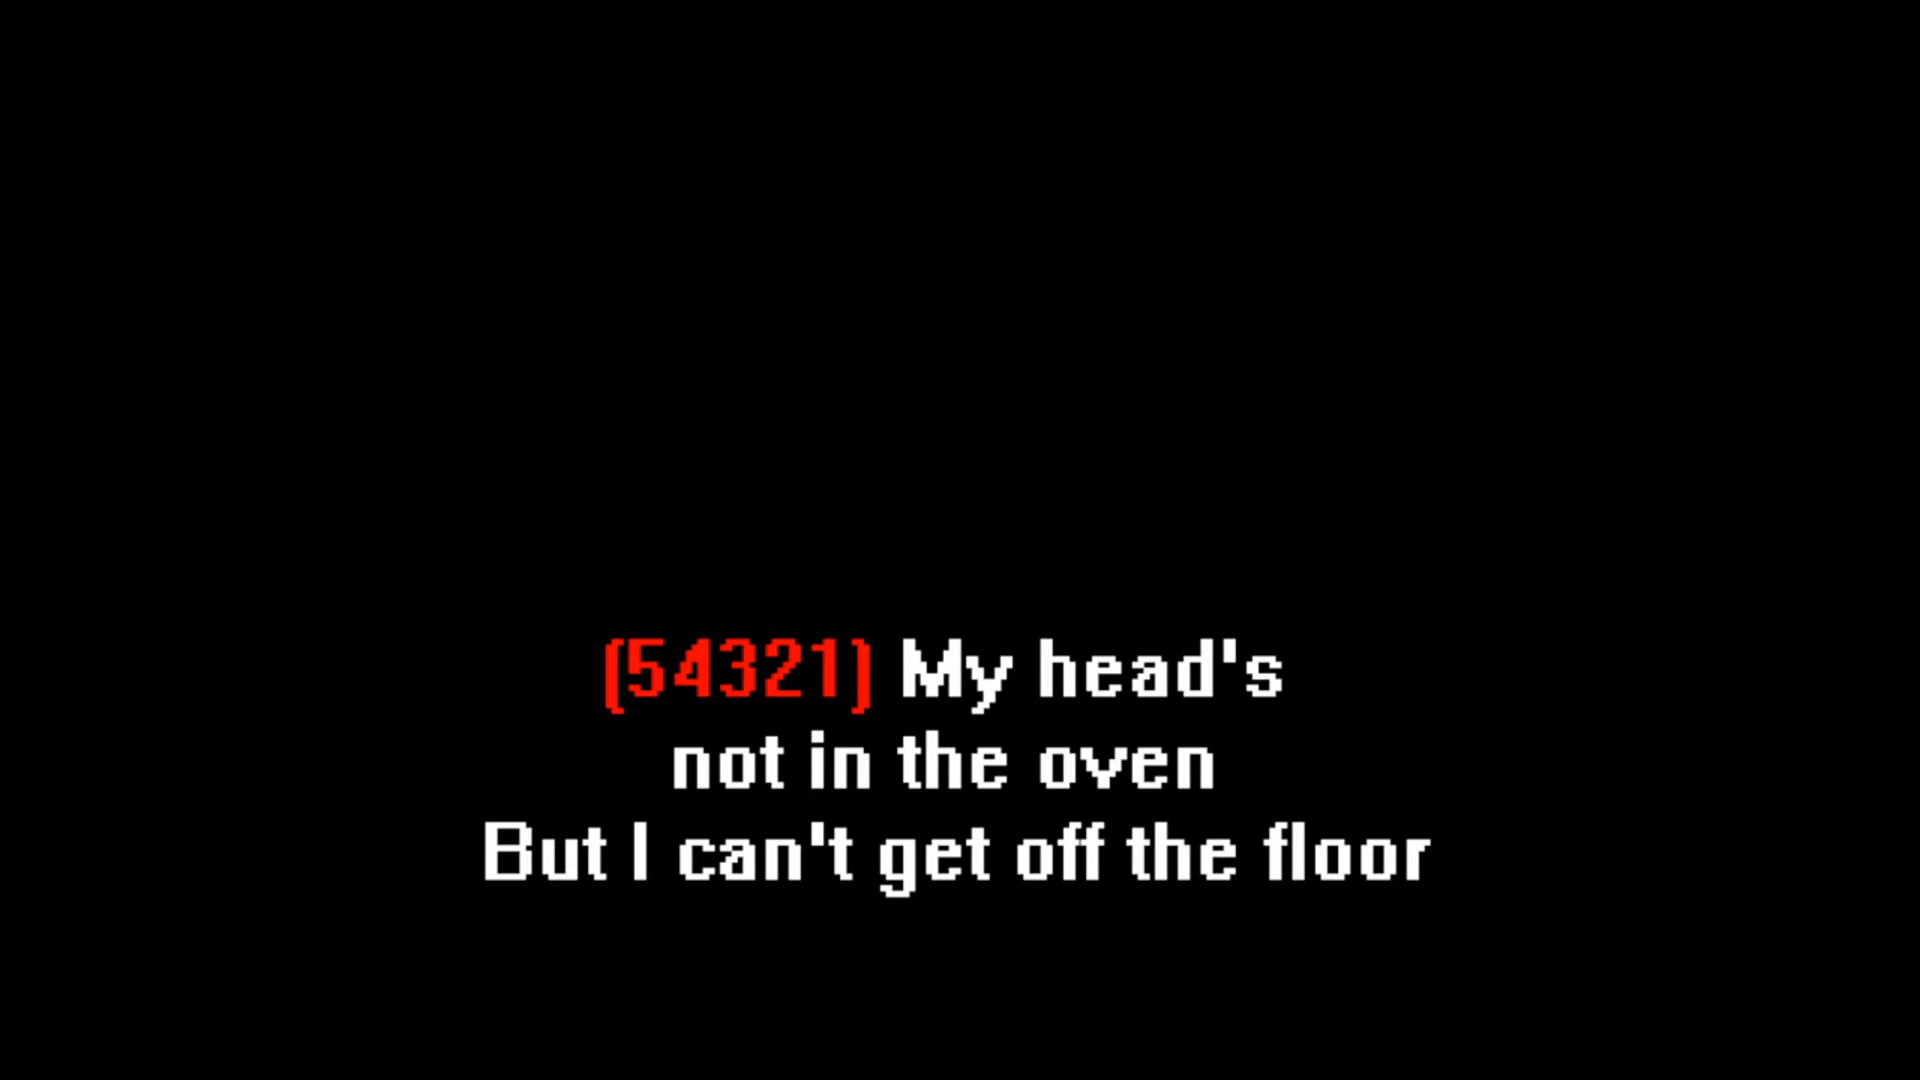 (54321) My head's
not in the oven
But I can't get off the floor